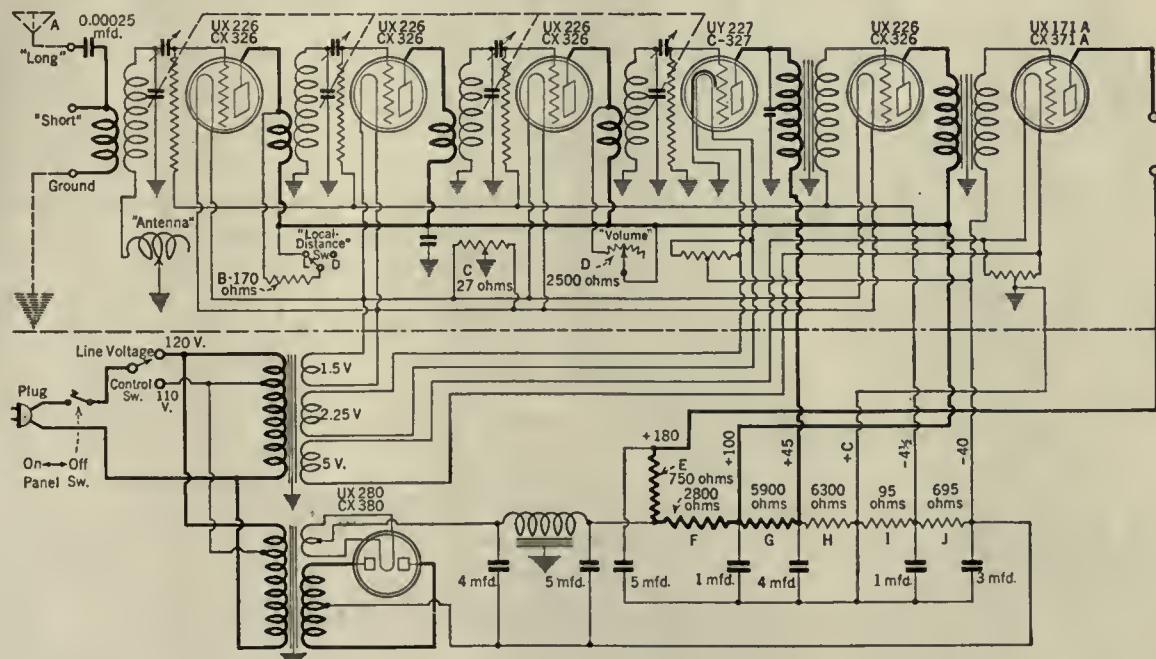 A
0.00025
mfd.
"Long"
"Short"
Ground
UX 226
CX 326
UX 226
CX 326
UX 226
CX 326
UY 227
C-327
UX 226
CX 326
UX 171 A
CX 371 A
"Antenna"
"Local-
Distance"
Sw.
L
D
B-170
ohms
C
27 ohms
"Volume"
D
2500 ohms
Line Voltage
120 V.
Control
Sw.
110
V.
Plug
On Off
Panel Sw.
1.5 V
2.25 V
5 V.
UX 280
CX 380
+180
+100
+45
+C
-4½
-40
E
750 ohms
2800
ohms
5900
ohms
6300
ohms
95
ohms
695
ohms
F
G
H
I
J
4 mfd.
5 mfd.
5 mfd.
1 mfd.
4 mfd.
1 mfd.
3 mfd.